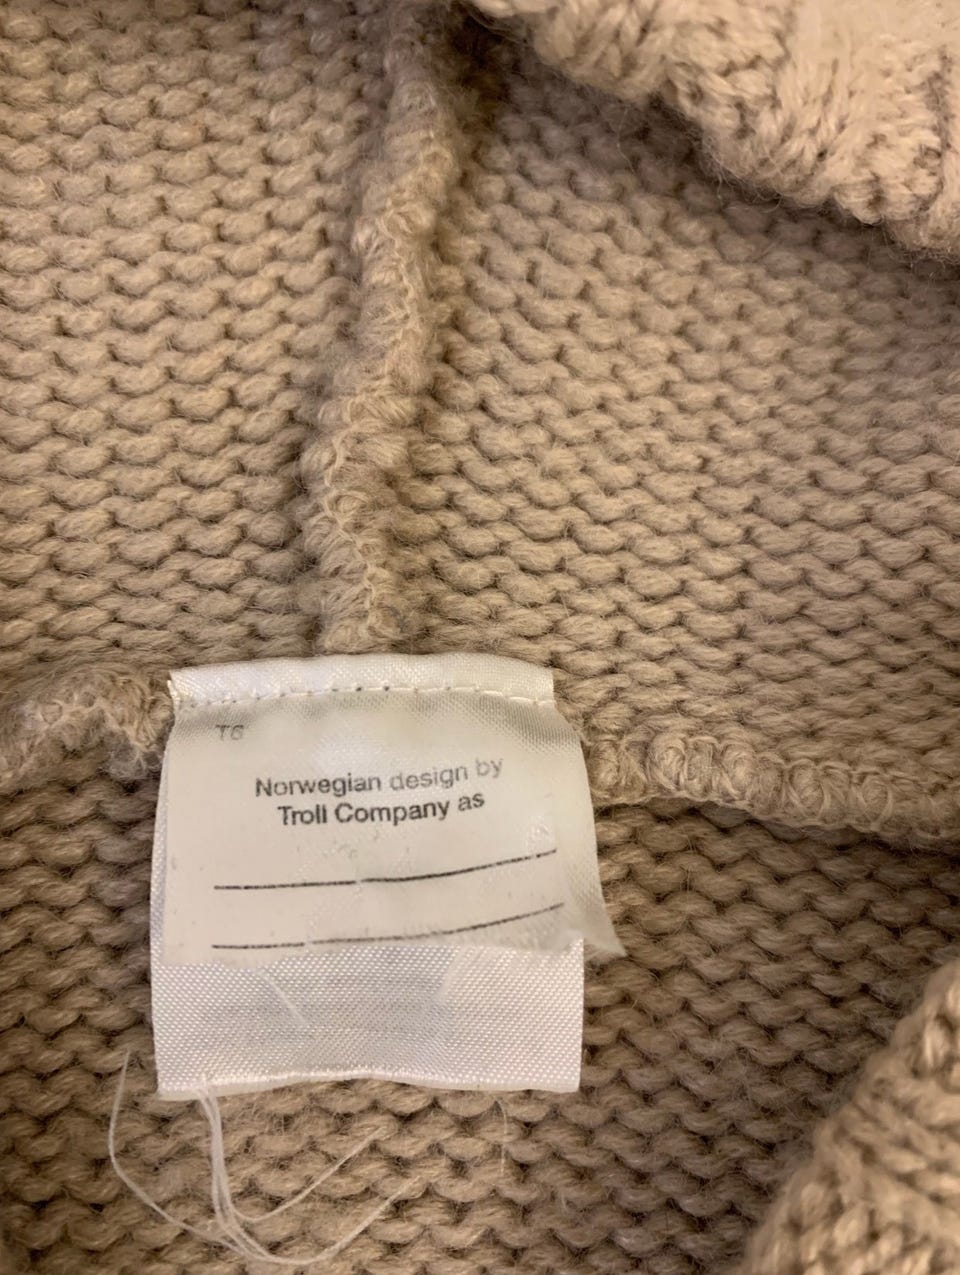 T6
Norwegian design by
Troll Company as